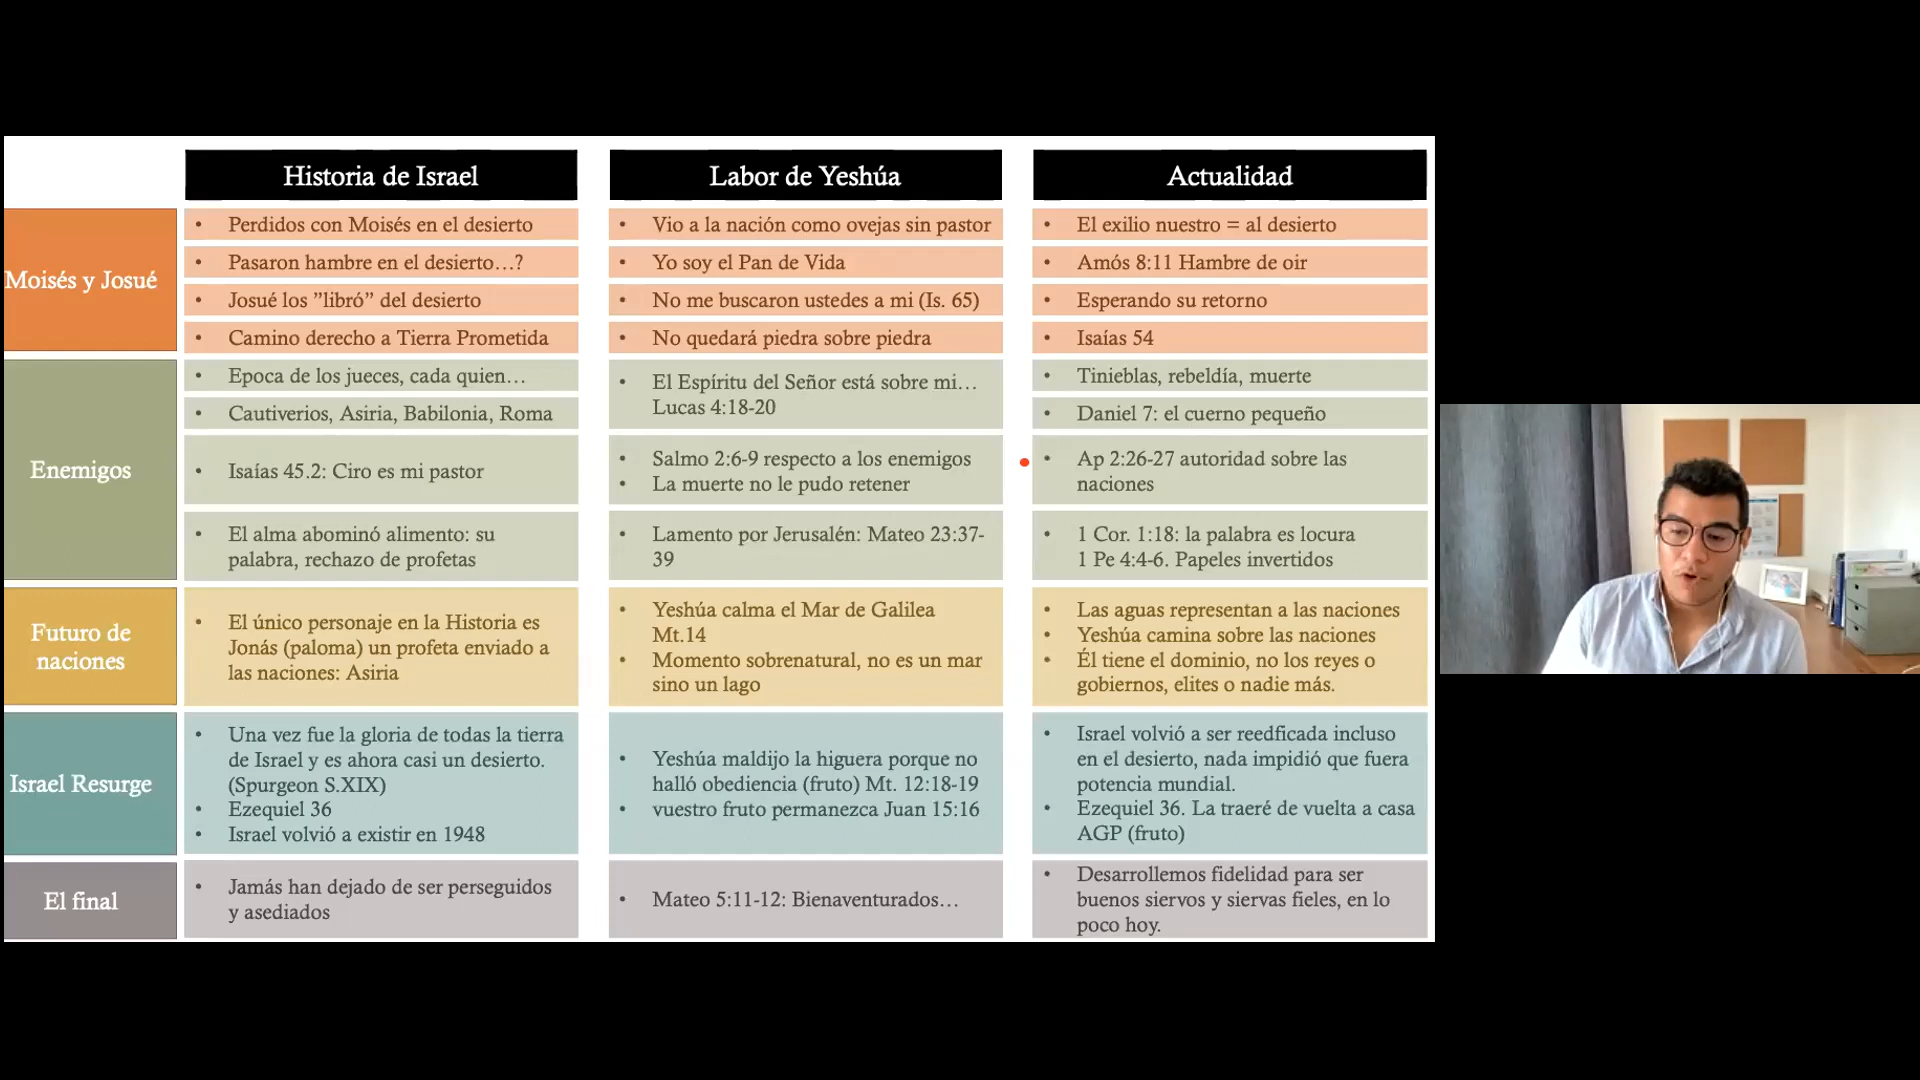 Historia de Israel
Labor de Yeshúa
Actualidad
Moisés y Josué
• Perdidos con Moisés en el desierto
• Vio a la nación como ovejas sin pastor
• El exilio nuestro = al desierto
• Pasaron hambre en el desierto…?
• Yo soy el Pan de Vida
• Amós 8:11 Hambre de oir
• Josué los ”libró” del desierto
• No me buscaron ustedes a mi (Is. 65)
• Esperando su retorno
• Camino derecho a Tierra Prometida
• No quedará piedra sobre piedra
• Isaías 54
Enemigos
• Epoca de los jueces, cada quien…
• El Espíritu del Señor está sobre mi…
Lucas 4:18-20
• Tinieblas, rebeldía, muerte
• Cautiverios, Asiria, Babilonia, Roma
• Daniel 7: el cuerno pequeño
• Isaías 45.2: Ciro es mi pastor
• Salmo 2:6-9 respecto a los enemigos
• La muerte no le pudo retener
• Ap 2:26-27 autoridad sobre las
naciones
• El alma abominó alimento: su
palabra, rechazo de profetas
• Lamento por Jerusalén: Mateo 23:37-
39
• 1 Cor. 1:18: la palabra es locura
1 Pe 4:4-6. Papeles invertidos
Futuro de
naciones
• El único personaje en la Historia es
Jonás (paloma) un profeta enviado a
las naciones: Asiria
• Yeshúa calma el Mar de Galilea
Mt.14
• Momento sobrenatural, no es un mar
sino un lago
• Las aguas representan a las naciones
• Yeshúa camina sobre las naciones
• Él tiene el dominio, no los reyes o
gobiernos, elites o nadie más.
Israel Resurge
• Una vez fue la gloria de todas la tierra
de Israel y es ahora casi un desierto.
(Spurgeon S.XIX)
• Ezequiel 36
• Israel volvió a existir en 1948
• Yeshúa maldijo la higuera porque no
halló obediencia (fruto) Mt. 12:18-19
• vuestro fruto permanezca Juan 15:16
• Israel volvió a ser reedficada incluso
en el desierto, nada impidió que fuera
potencia mundial.
• Ezequiel 36. La traeré de vuelta a casa
AGP (fruto)
El final
• Jamás han dejado de ser perseguidos
y asediados
• Mateo 5:11-12: Bienaventurados…
• Desarrollemos fidelidad para ser
buenos siervos y siervas fieles, en lo
poco hoy.